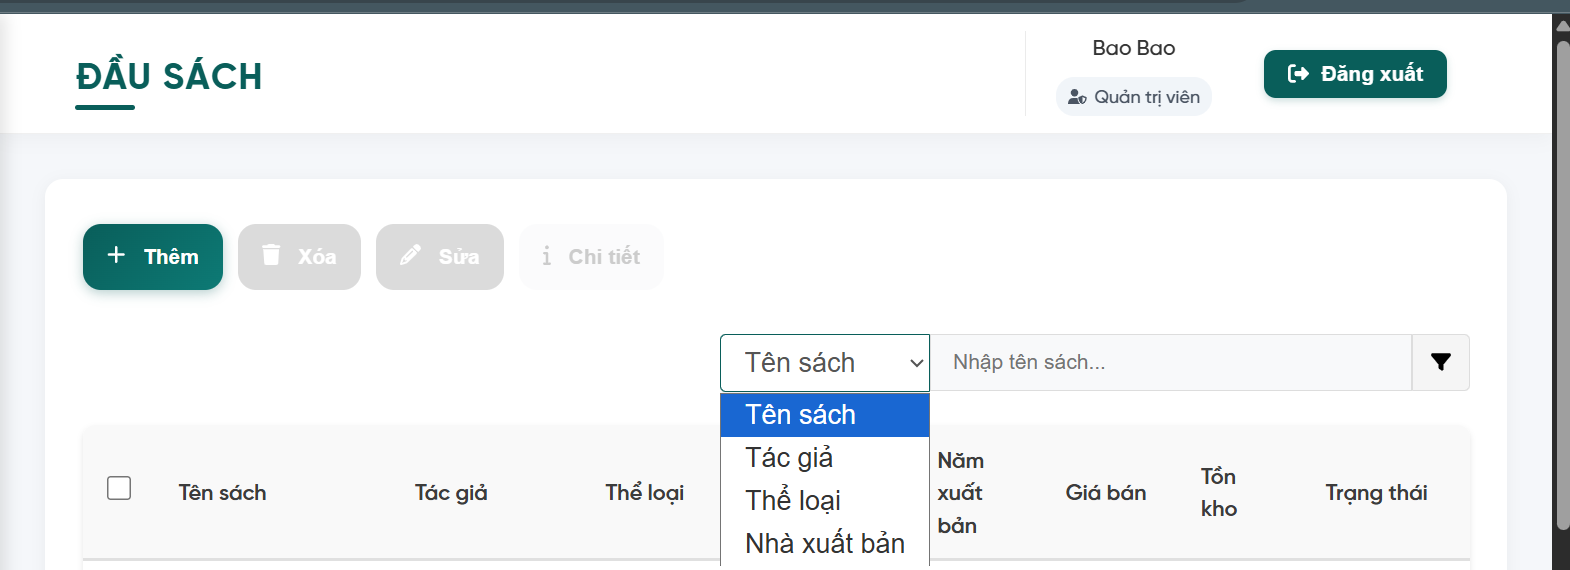 ĐẦU SÁCH
Bao Bao
Quản trị viên
Đăng xuất
Thêm
Xóa
Sửa
Chi tiết
Tên sách
Nhập tên sách...
Tên sách
Tác giả
Thể loại
Nhà xuất bản
Tên sách
Tác giả
Thể loại
Năm
xuất
bản
Giá bán
Tồn
kho
Trạng thái